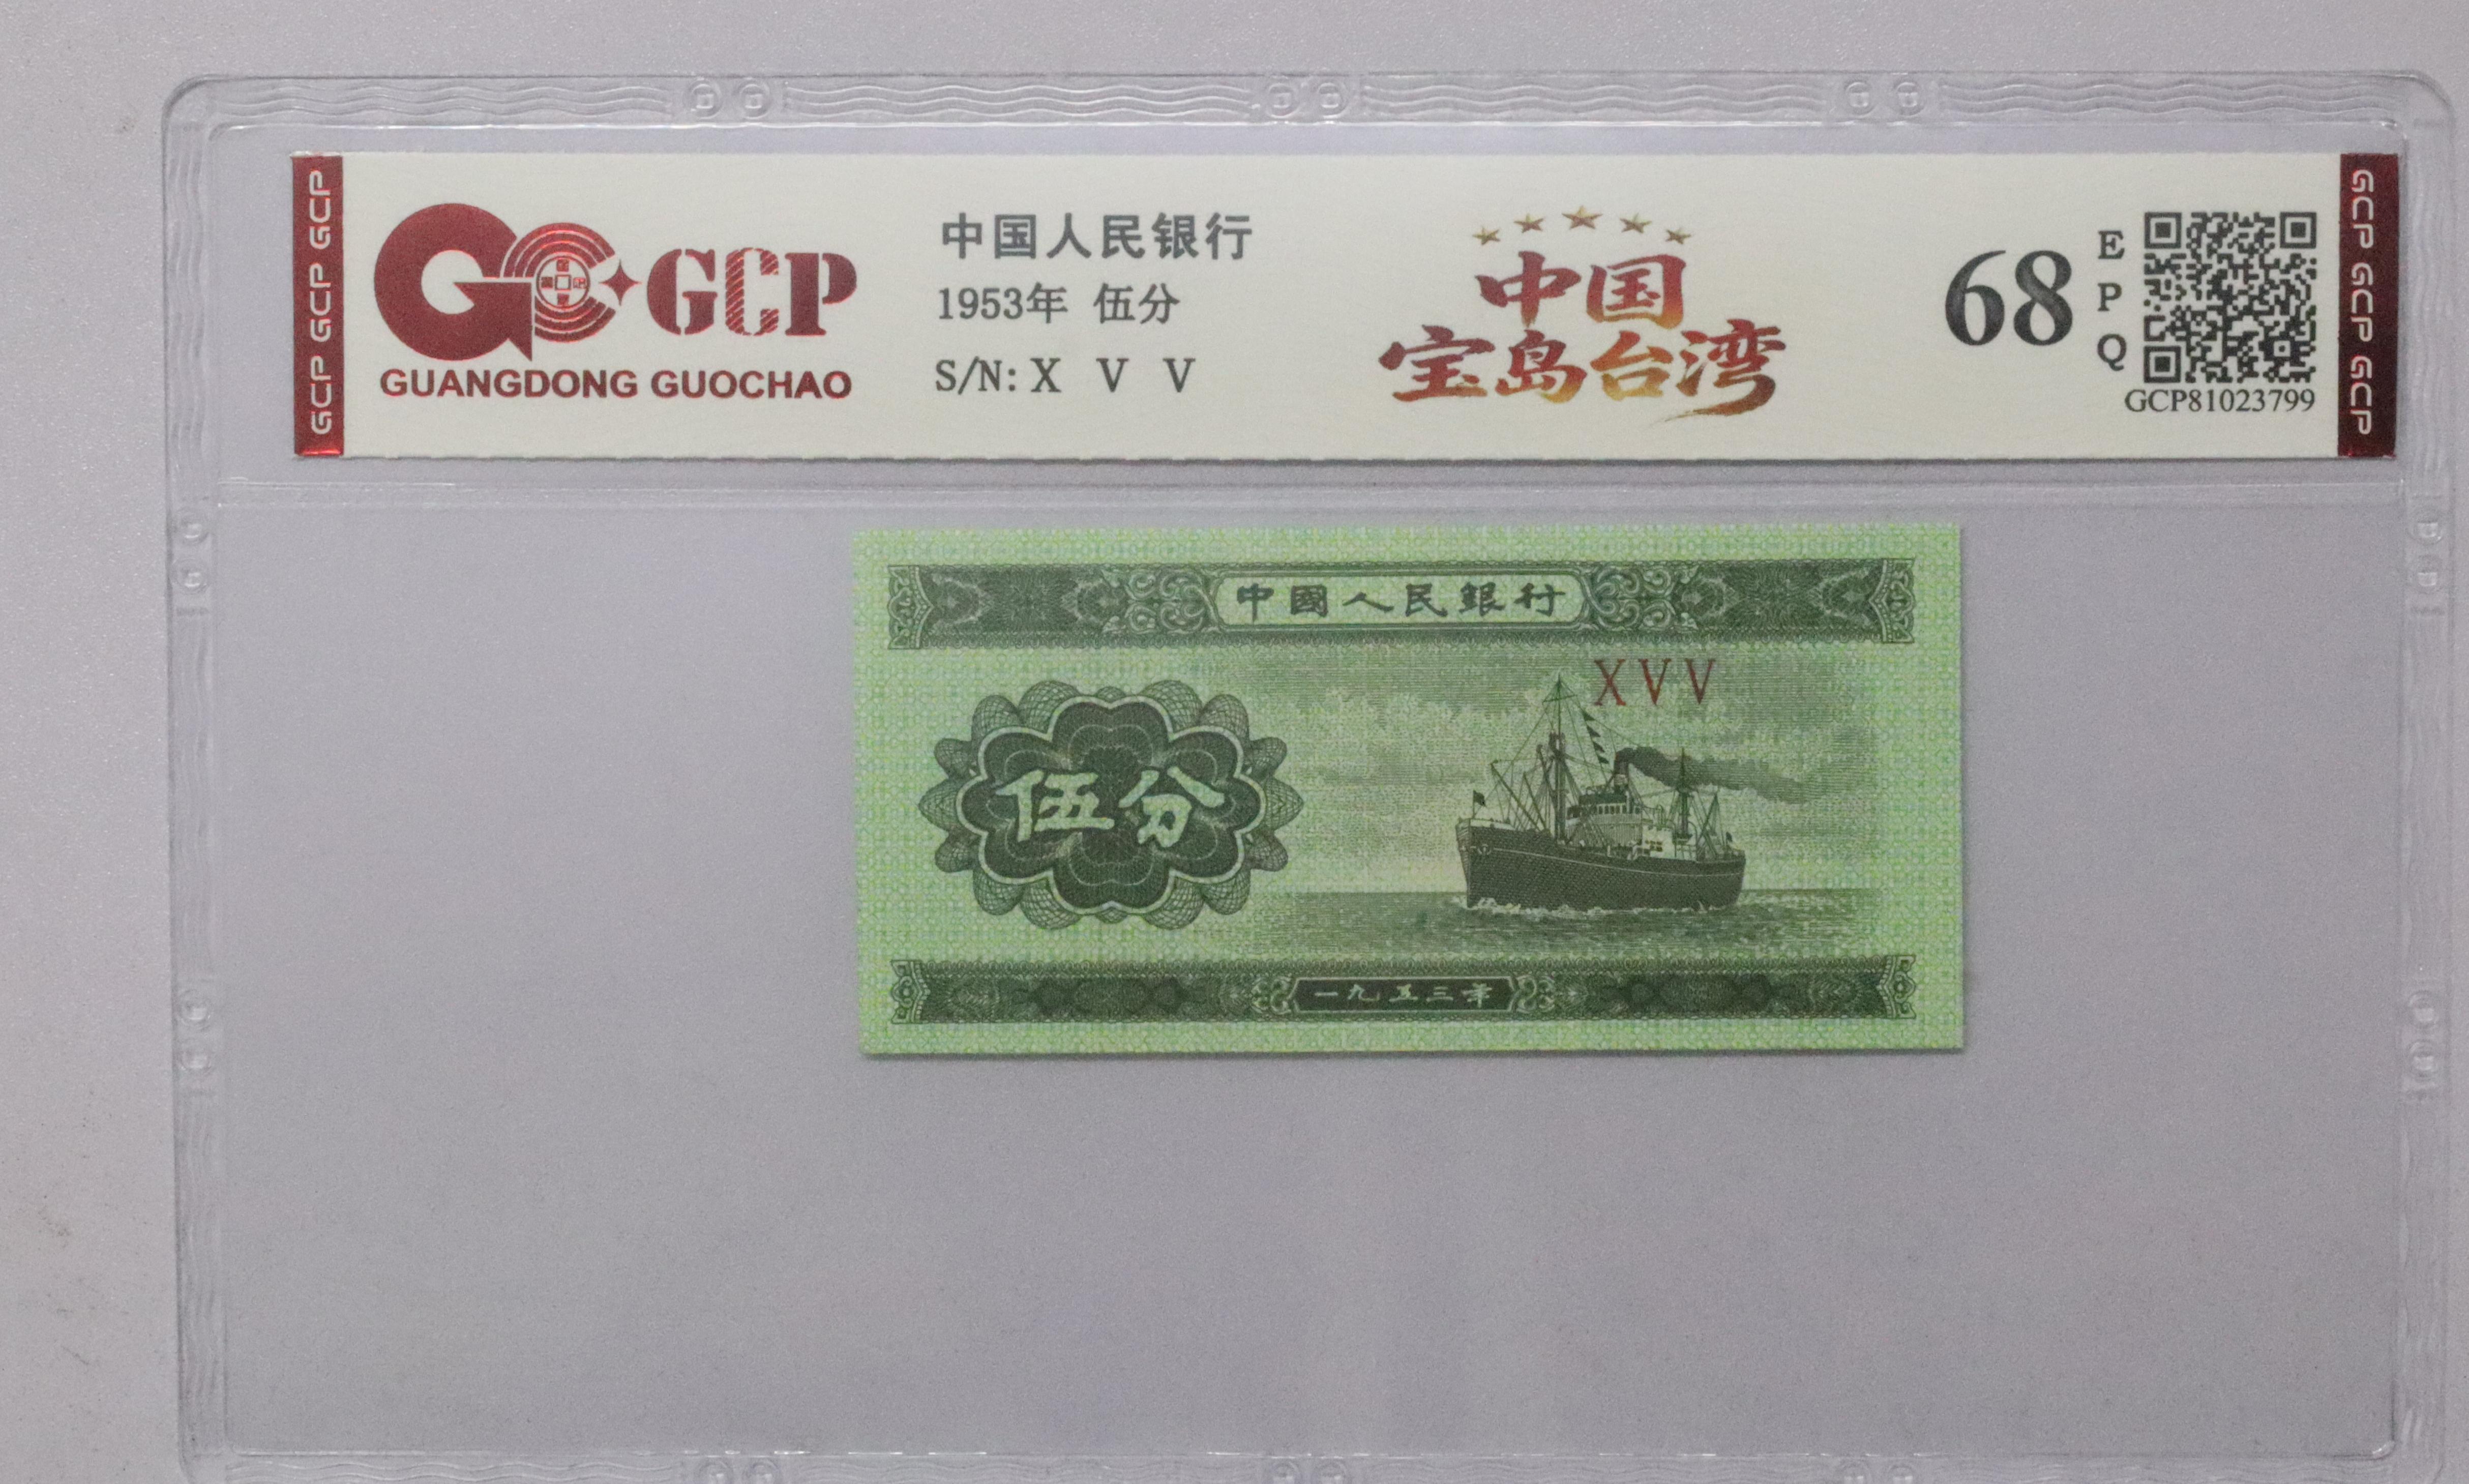 GCP GCP GCP
GCP
GUANGDONG GUOCHAO
中国人民银行
1953年 伍分
S/N: X V V
中国
宝岛台湾
68
E
P
Q
GCP81023799
GCP GCP GCP
中國人民銀行
XVV
伍分
一九五三年